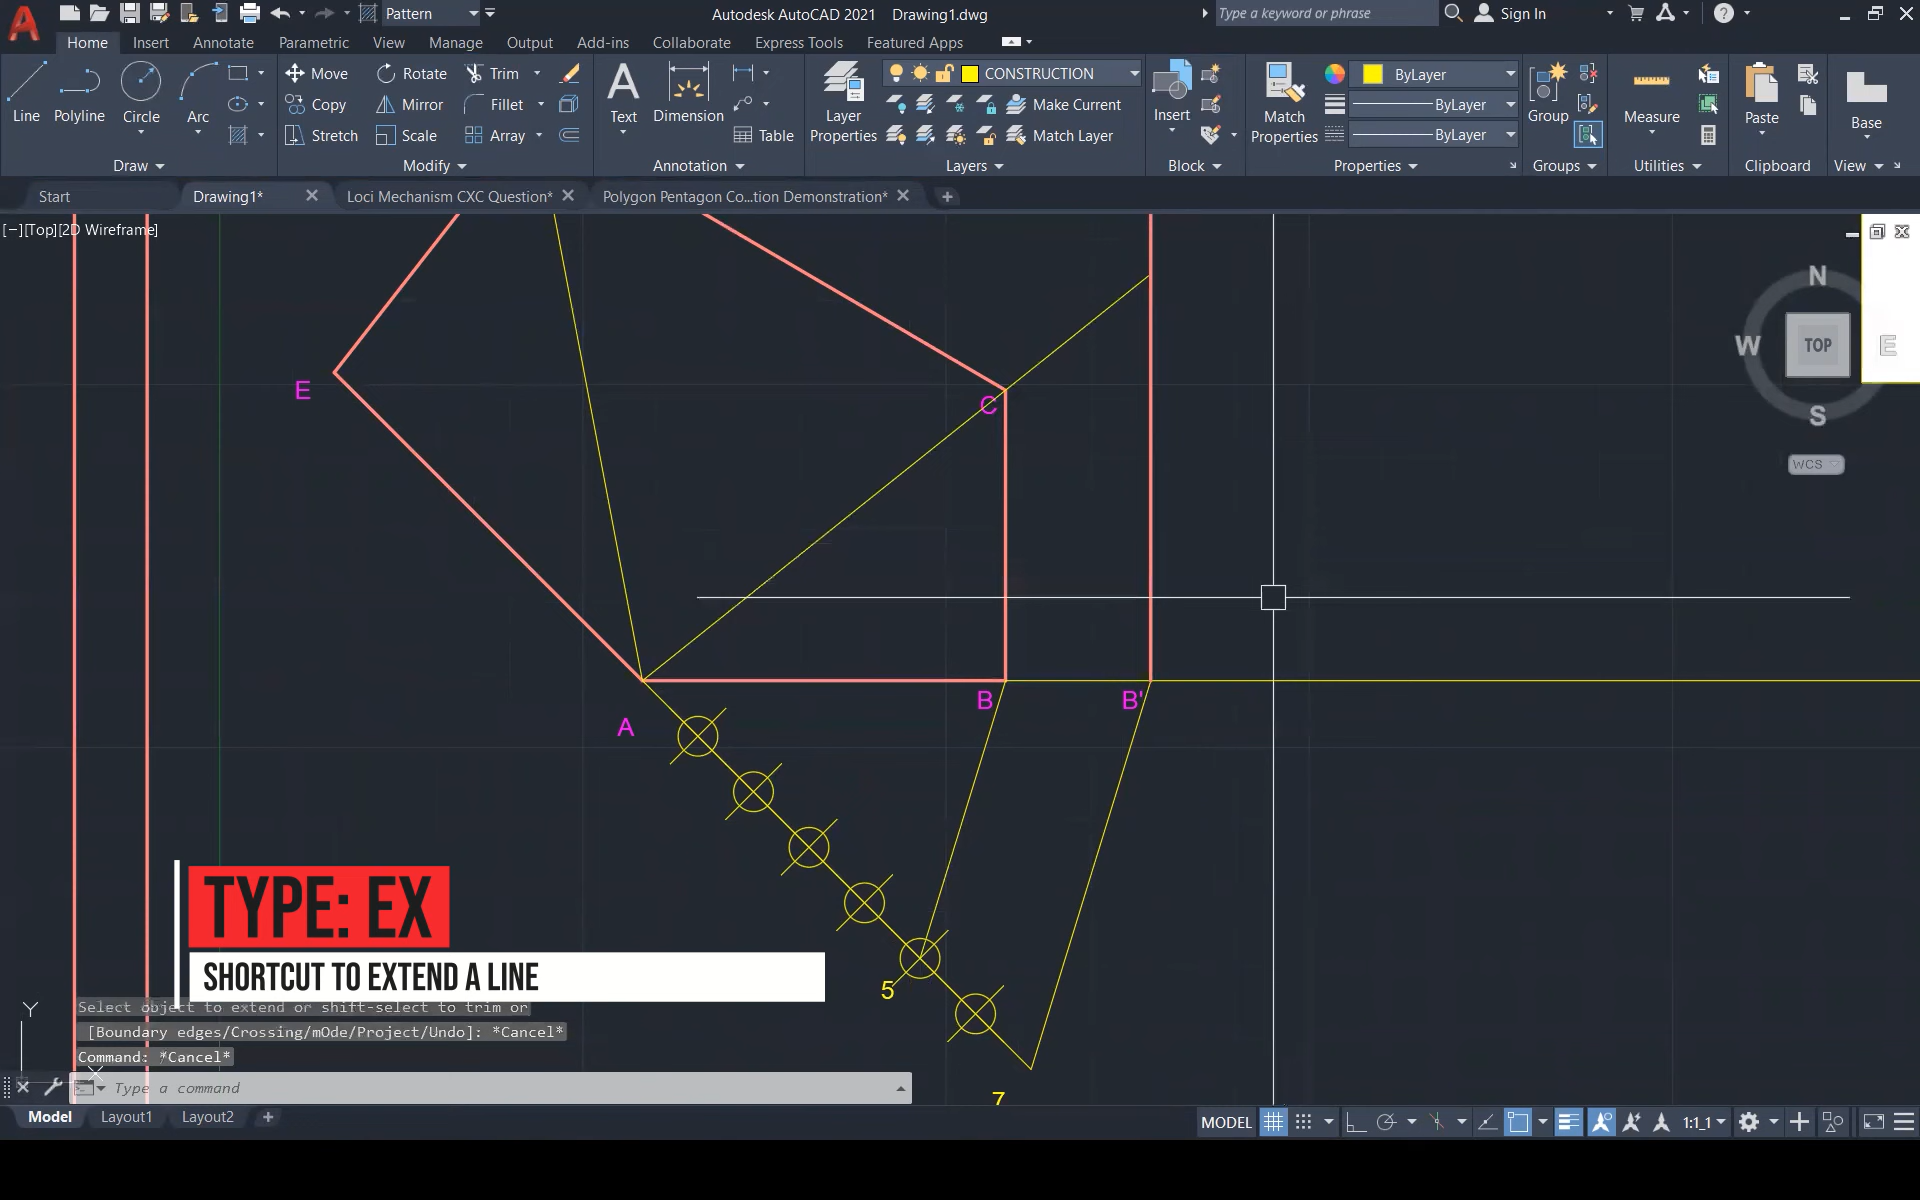 Pattern
Autodesk AutoCAD 2021 Drawing1.dwg
Type a keyword or phrase
Sign In
Home Insert Annotate Parametric View Manage Output Add-ins Collaborate Express Tools Featured Apps
Line Polyline Circle Arc
Move Rotate Trim
Copy Mirror Fillet
Stretch Scale Array
Text Dimension Table
Layer Properties
CONSTRUCTION
Make Current
Match Layer
Insert
Match Properties
ByLayer
ByLayer
ByLayer
Group
Measure
Paste
Base
Draw Modify Annotation Layers Block Properties Groups Utilities Clipboard View
Start Drawing1* Loci Mechanism CXC Question* Polygon Pentagon Co...tion Demonstration*
[−][Top][2D Wireframe]
N
W TOP E
S
WCS
E
C
B B'
A
5
7
TYPE: EX
SHORTCUT TO EXTEND A LINE
Y
X
Select object to extend or shift-select to trim or
[Boundary edges/Crossing/mOde/Project/Undo]: *Cancel*
Command: *Cancel*
Type a command
Model Layout1 Layout2
MODEL 1:1_1